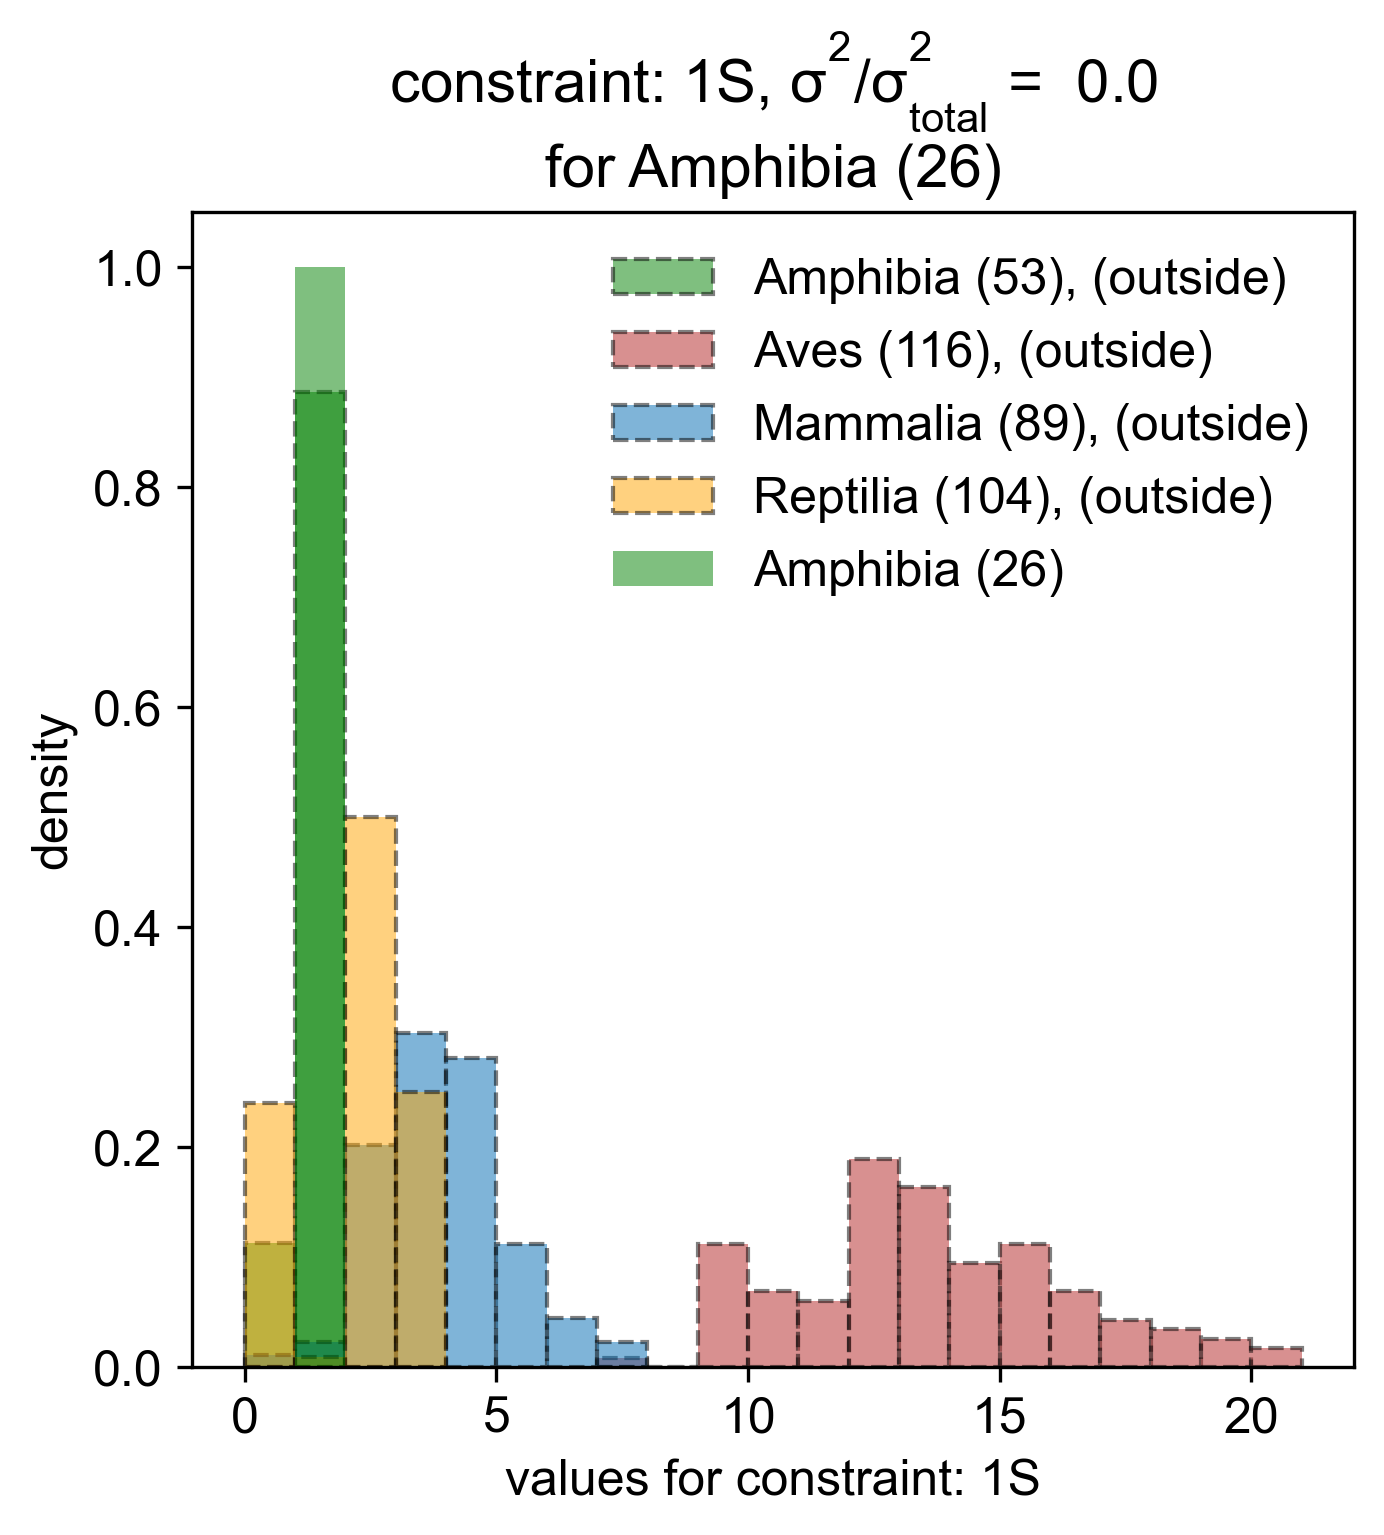 constraint: 1S, σ²/σ²total = 0.0
for Amphibia (26)
Amphibia (53), (outside)
Aves (116), (outside)
Mammalia (89), (outside)
Reptilia (104), (outside)
Amphibia (26)
density
1.0
0.8
0.6
0.4
0.2
0.0
0 5 10 15 20
values for constraint: 1S